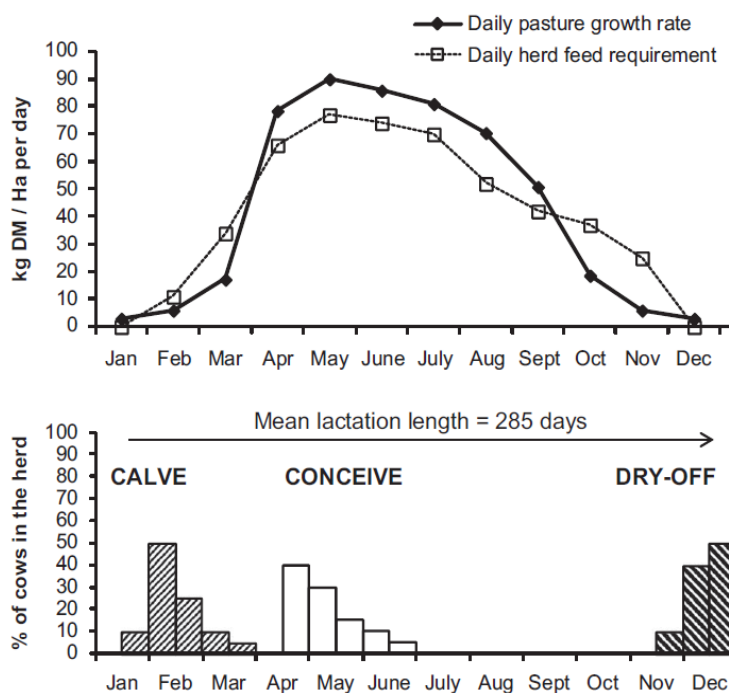 Daily pasture growth rate
Daily herd feed requirement
kg DM / Ha per day
100
90
80
70
60
50
40
30
20
10
0
Jan Feb Mar Apr May June July Aug Sept Oct Nov Dec
Mean lactation length = 285 days
CALVE CONCEIVE DRY-OFF
% of cows in the herd
100
90
80
70
60
50
40
30
20
10
0
Jan Feb Mar Apr May June July Aug Sept Oct Nov Dec